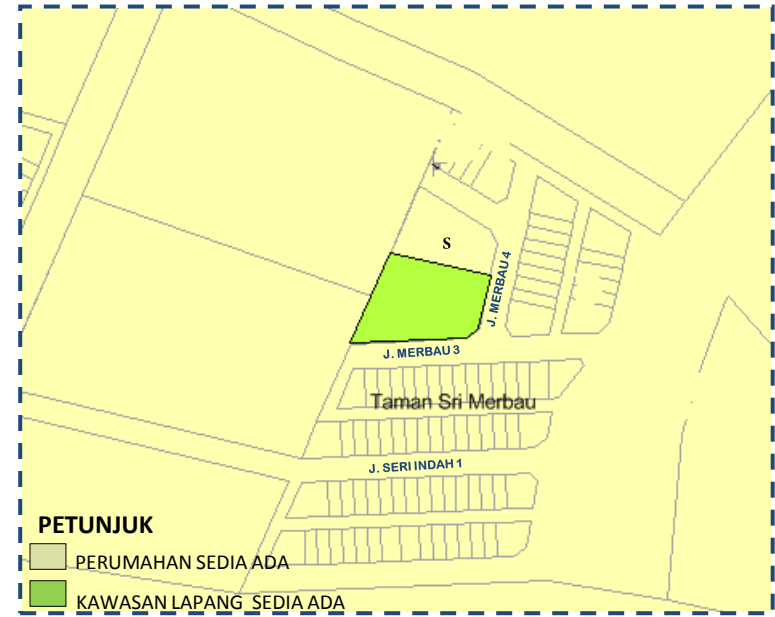 S
J. MERBAU 4
J. MERBAU 3
Taman Sri Merbau
J. SERI INDAH 1
PETUNJUK
PERUMAHAN SEDIA ADA
KAWASAN LAPANG SEDIA ADA